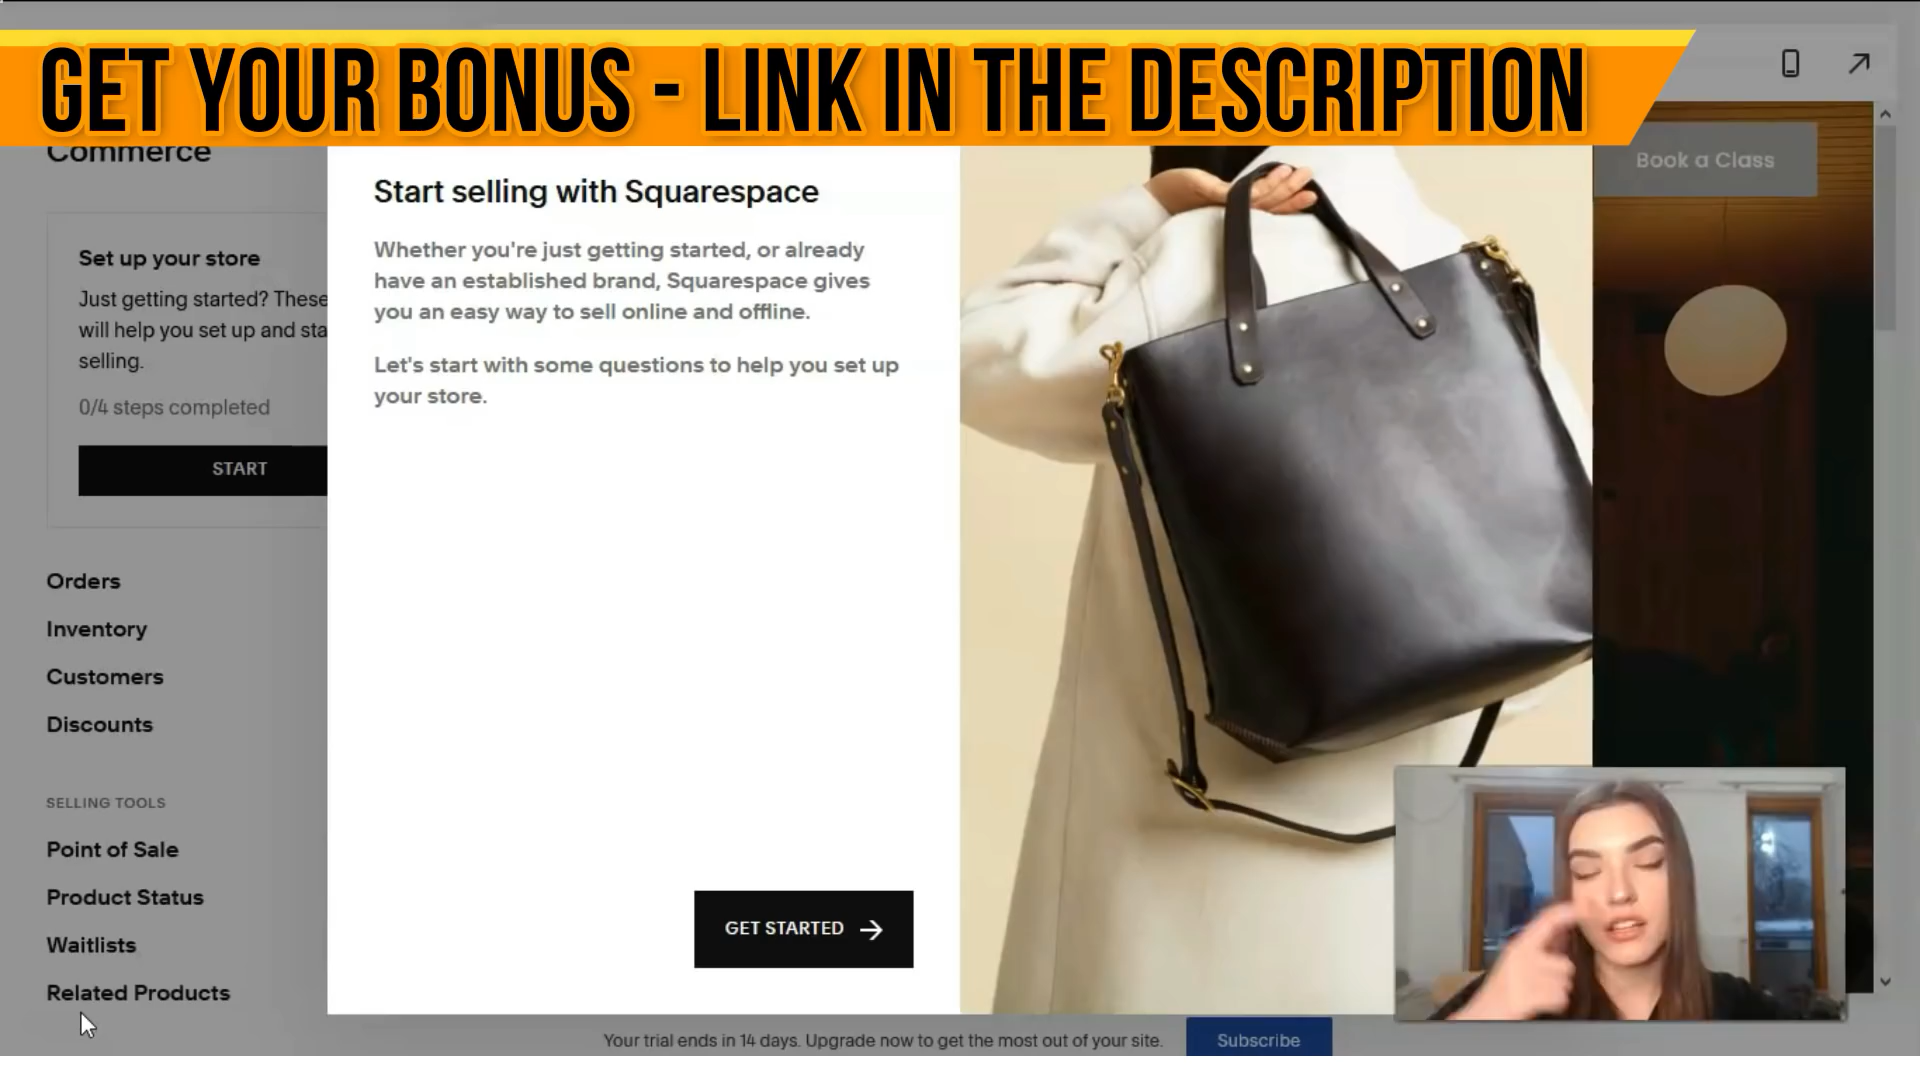 GET YOUR BONUS - LINK IN THE DESCRIPTION
Commerce
Book a Class
Start selling with Squarespace
Whether you're just getting started, or already
have an established brand, Squarespace gives
you an easy way to sell online and offline.
Let's start with some questions to help you set up
your store.
GET STARTED
Set up your store
Just getting started? These
will help you set up and sta
selling.
0/4 steps completed
START
Orders
Inventory
Customers
Discounts
SELLING TOOLS
Point of Sale
Product Status
Waitlists
Related Products
Your trial ends in 14 days. Upgrade now to get the most out of your site.
Subscribe